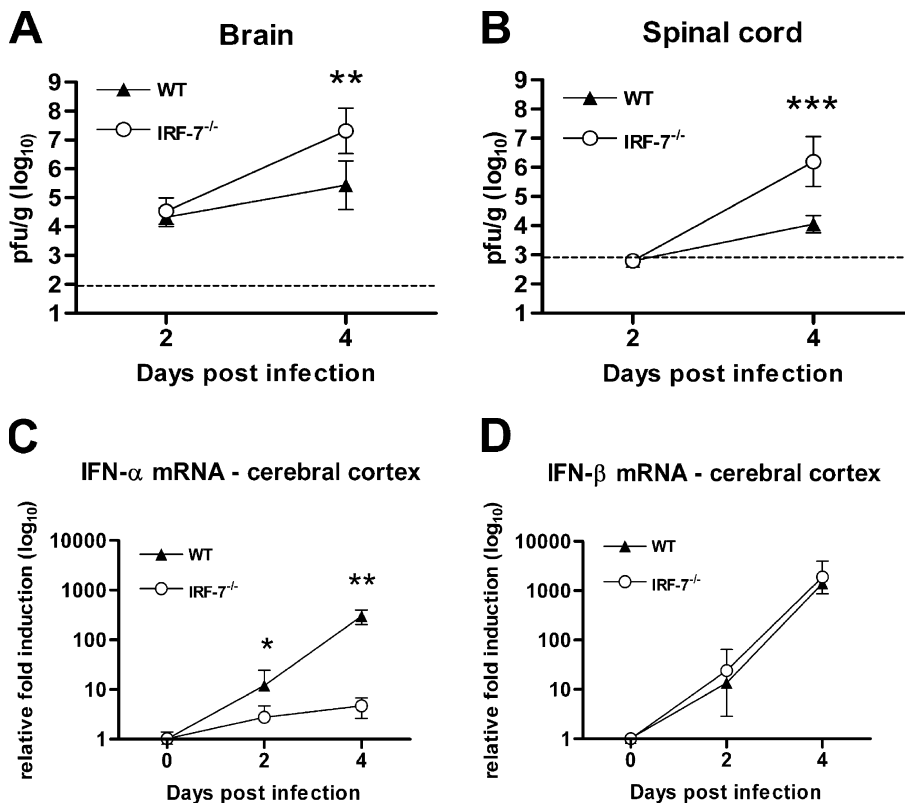 A
Brain
**
WT
IRF-7-/-
pfu/g (log10)
9
8
7
6
5
4
3
2
1
2
4
Days post infection
B
Spinal cord
***
WT
IRF-7-/-
pfu/g (log10)
9
8
7
6
5
4
3
2
1
2
4
Days post infection
C
IFN-α mRNA - cerebral cortex
WT
IRF-7-/-
*
**
relative fold induction (log10)
10000
1000
100
10
1
0
2
4
Days post infection
D
IFN-β mRNA - cerebral cortex
WT
IRF-7-/-
relative fold induction (log10)
10000
1000
100
10
1
0
2
4
Days post infection